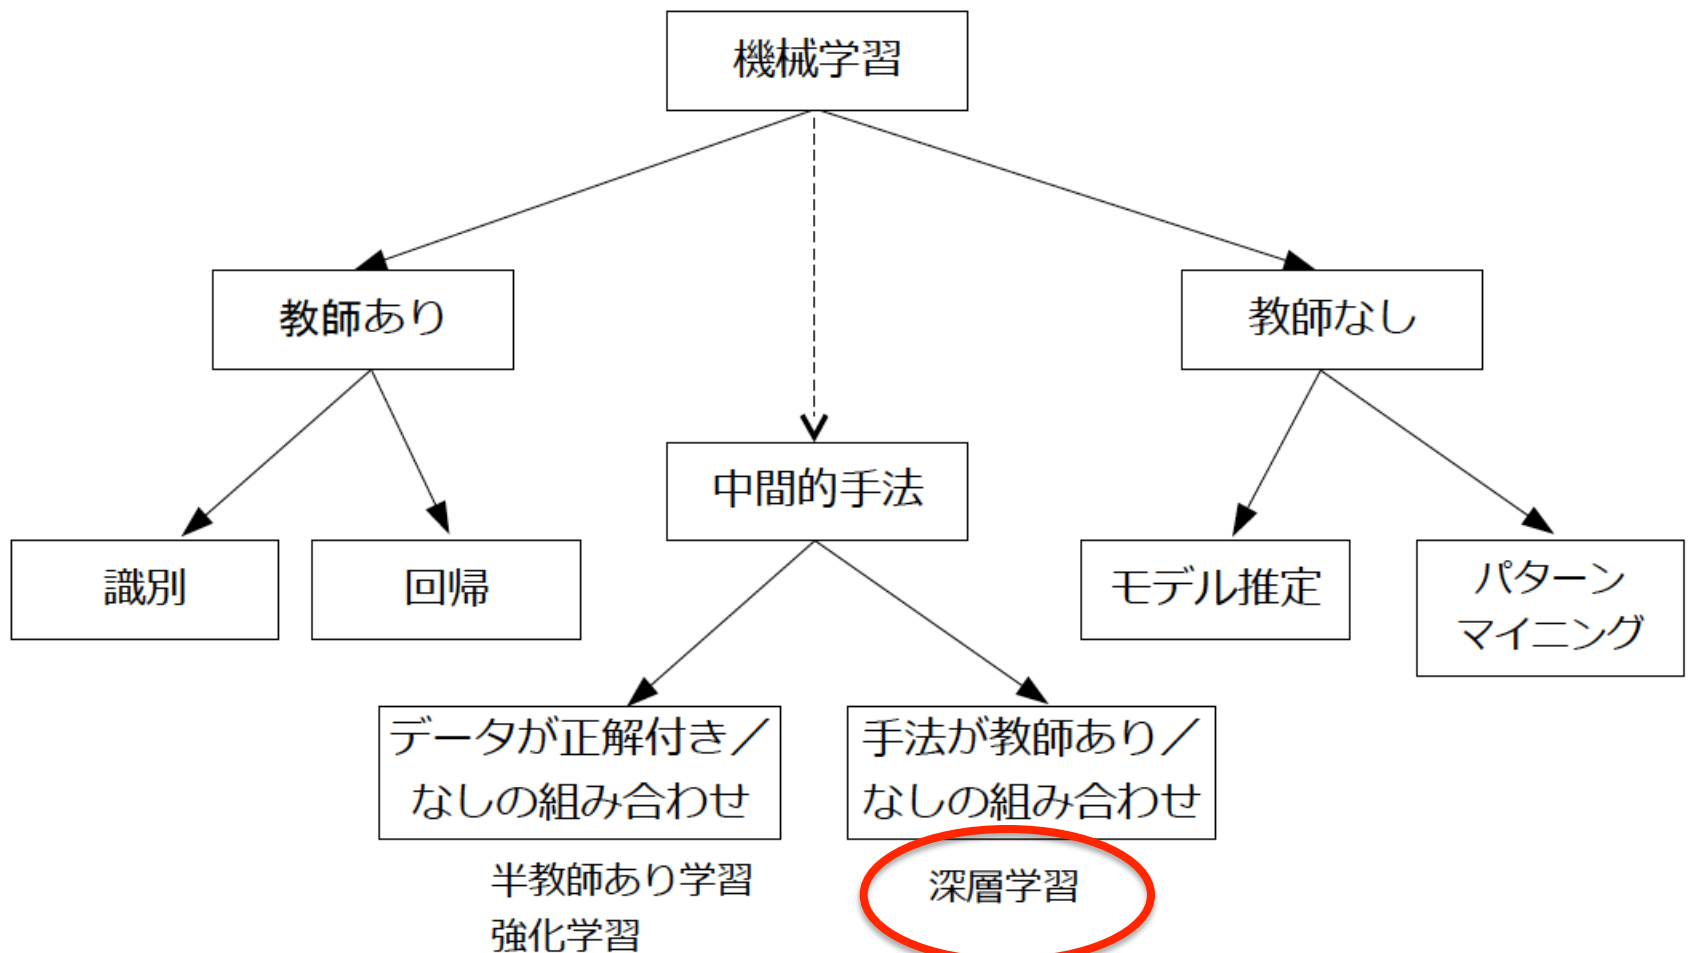 機械学習
教師あり
教師なし
中間的手法
識別
回帰
モデル推定
パターン
マイニング
データが正解付き／
なしの組み合わせ
手法が教師あり／
なしの組み合わせ
半教師あり学習
強化学習
深層学習